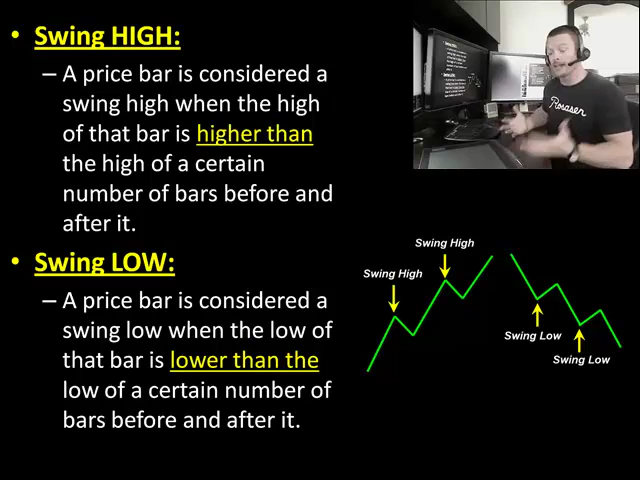 • Swing HIGH:
– A price bar is considered a
swing high when the high
of that bar is higher than
the high of a certain
number of bars before and
after it.
• Swing LOW:
– A price bar is considered a
swing low when the low of
that bar is lower than the
low of a certain number of
bars before and after it.
Rosaser
Swing High
Swing High
Swing Low
Swing Low